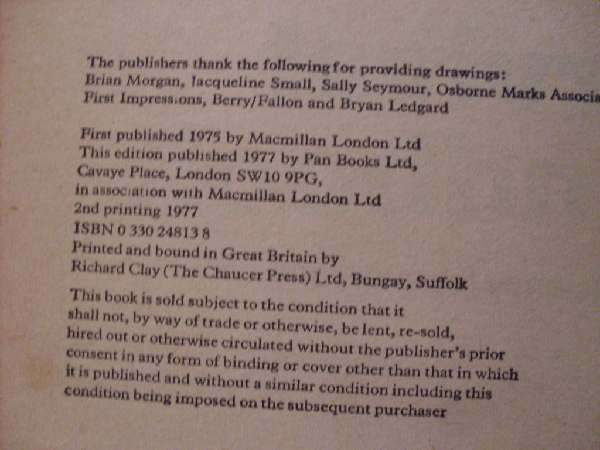 The publishers thank the following for providing drawings:
Brian Morgan, Jacqueline Small, Sally Seymour, Osborne Marks Associa
First Impressions, Berry/Fallon and Bryan Ledgard
First published 1975 by Macmillan London Ltd
This edition published 1977 by Pan Books Ltd,
Cavaye Place, London SW10 9PG,
in association with Macmillan London Ltd
2nd printing 1977
ISBN 0 330 24813 8
Printed and bound in Great Britain by
Richard Clay (The Chaucer Press) Ltd, Bungay, Suffolk
This book is sold subject to the condition that it
shall not, by way of trade or otherwise, be lent, re-sold,
hired out or otherwise circulated without the publisher's prior
consent in any form of binding or cover other than that in which
it is published and without a similar condition including this
condition being imposed on the subsequent purchaser